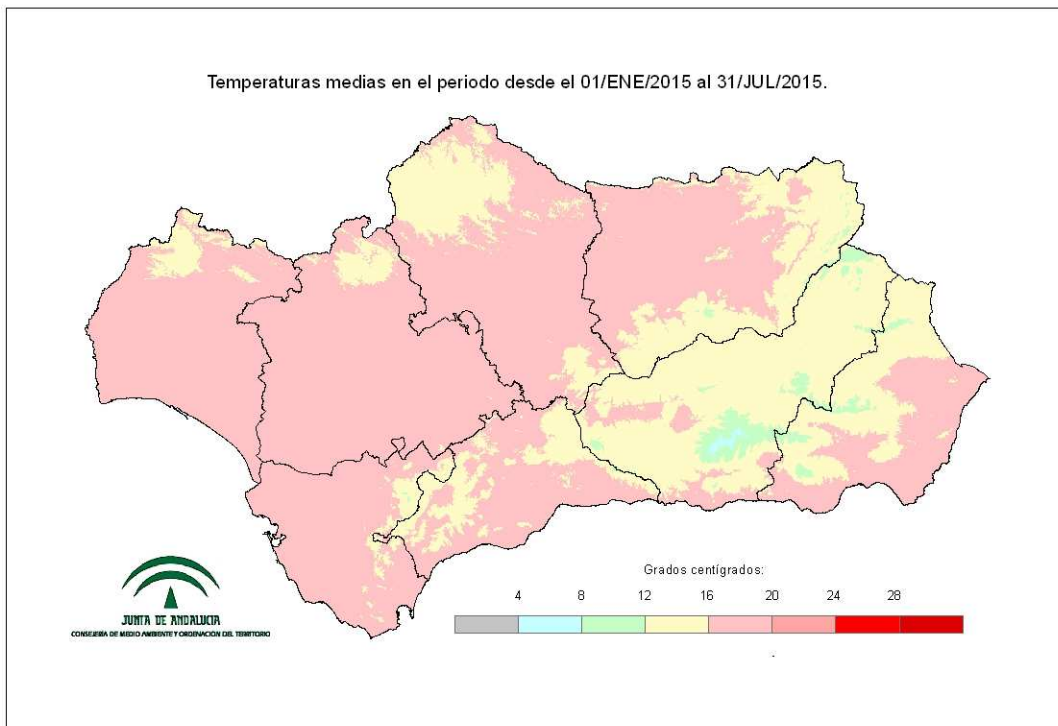 Temperaturas medias en el periodo desde el 01/ENE/2015 al 31/JUL/2015.
Grados centígrados:
4 8 12 16 20 24 28
JUNTA DE ANDALUCIA
CONSEJERÍA DE MEDIO AMBIENTE Y ORDENACIÓN DEL TERRITORIO